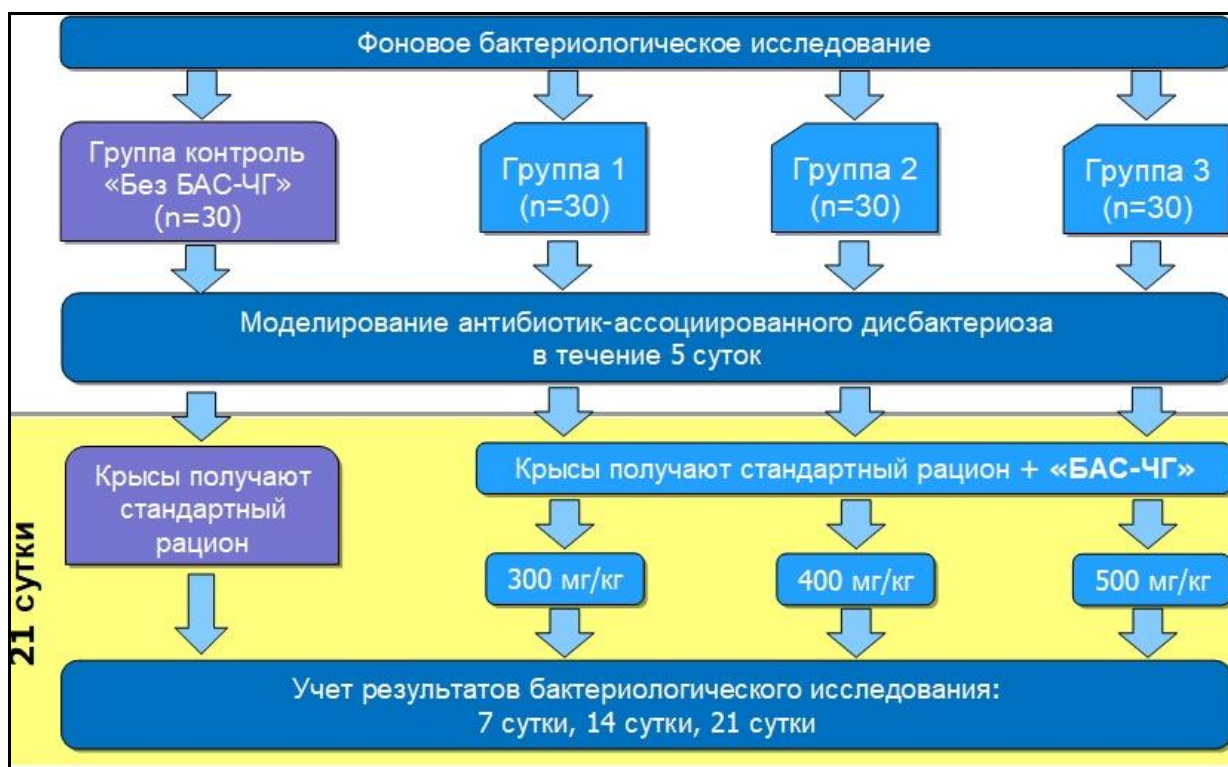 Фоновое бактериологическое исследование
Группа контроль
«Без БАС-ЧГ»
(n=30)
Группа 1
(n=30)
Группа 2
(n=30)
Группа 3
(n=30)
Моделирование антибиотик-ассоциированного дисбактериоза
в течение 5 суток
21 сутки
Крысы получают
стандартный
рацион
Крысы получают стандартный рацион + «БАС-ЧГ»
300 мг/кг
400 мг/кг
500 мг/кг
Учет результатов бактериологического исследования:
7 сутки, 14 сутки, 21 сутки